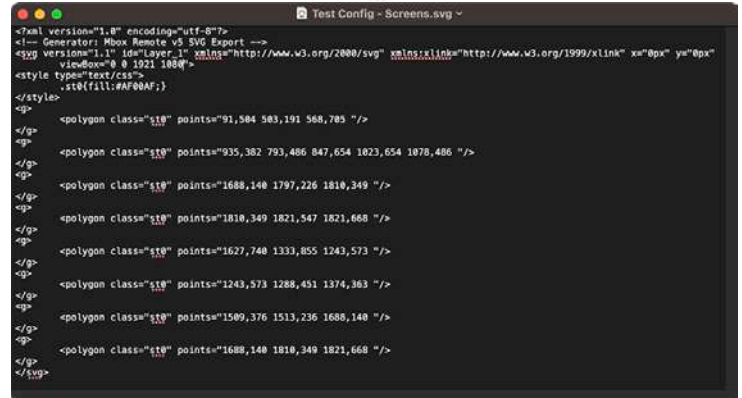 Test Config - Screens.svg
<?xml version="1.0" encoding="utf-8"?>
<!-- Generator: Mbox Remote v5 SVG Export -->
<svg version="1.1" id="Layer_1" xmlns="http://www.w3.org/2000/svg" xmlns:xlink="http://www.w3.org/1999/xlink" x="0px" y="0px"
viewBox="0 0 1921 1080">
<style type="text/css">
.st0{fill:#AF00AF;}
</style>
<g>
<polygon class="st0" points="91,504 503,191 568,705 "/>
</g>
<g>
<polygon class="st0" points="935,382 793,486 847,654 1023,654 1078,486 "/>
</g>
<g>
<polygon class="st0" points="1688,140 1797,226 1810,349 "/>
</g>
<g>
<polygon class="st0" points="1810,349 1821,547 1821,668 "/>
</g>
<g>
<polygon class="st0" points="1627,740 1333,855 1243,573 "/>
</g>
<g>
<polygon class="st0" points="1243,573 1288,451 1374,363 "/>
</g>
<g>
<polygon class="st0" points="1509,376 1513,236 1688,140 "/>
</g>
<g>
<polygon class="st0" points="1688,140 1810,349 1821,668 "/>
</g>
</svg>